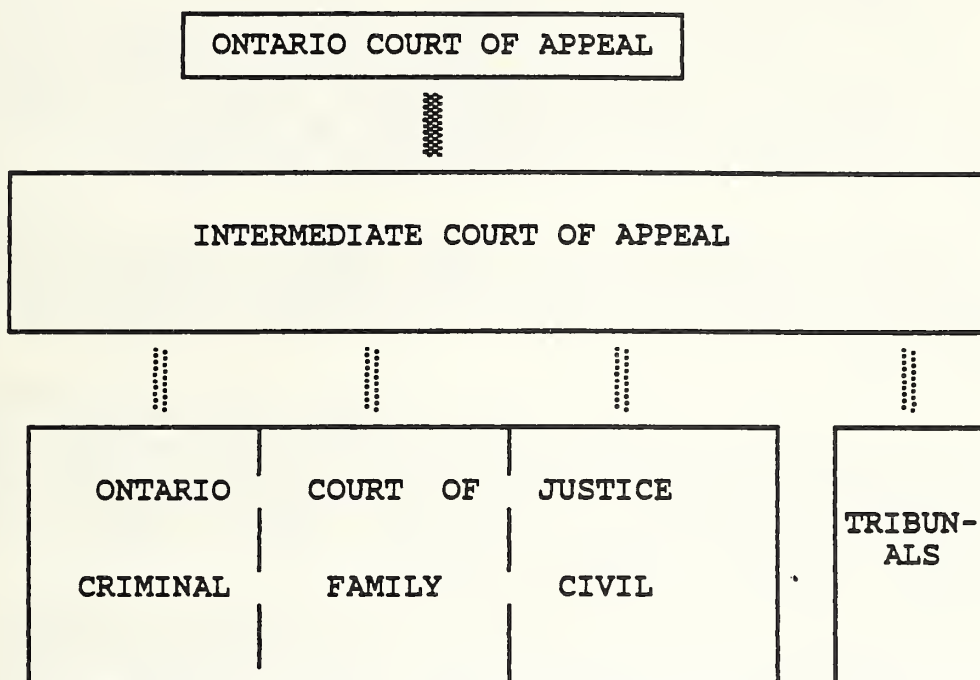 ONTARIO COURT OF APPEAL
INTERMEDIATE COURT OF APPEAL
ONTARIO COURT OF JUSTICE
CRIMINAL FAMILY CIVIL
TRIBUN-
ALS